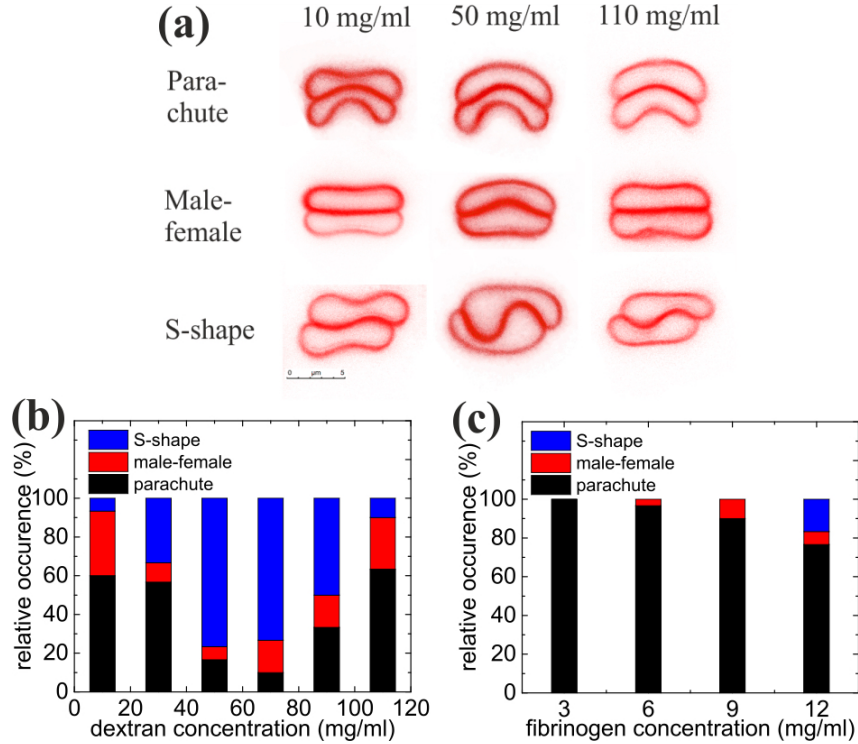 (a) 10 mg/ml 50 mg/ml 110 mg/ml
Para-
chute
Male-
female
S-shape
0 µm 5
(b)
S-shape
male-female
parachute
relative occurence (%)
100
80
60
40
20
0
0 20 40 60 80 100 120
dextran concentration (mg/ml)
(c)
S-shape
male-female
parachute
relative occurence (%)
100
80
60
40
20
0
3 6 9 12
fibrinogen concentration (mg/ml)